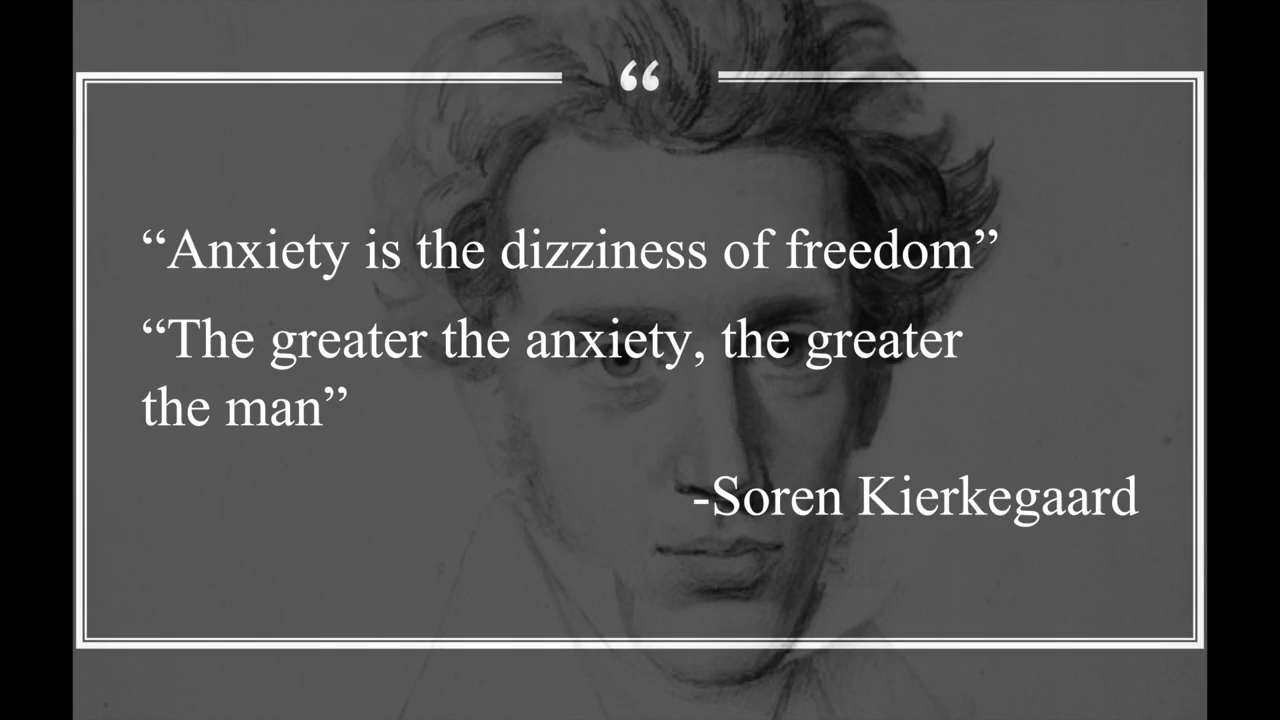 “
“Anxiety is the dizziness of freedom”
“The greater the anxiety, the greater
the man”
-Soren Kierkegaard